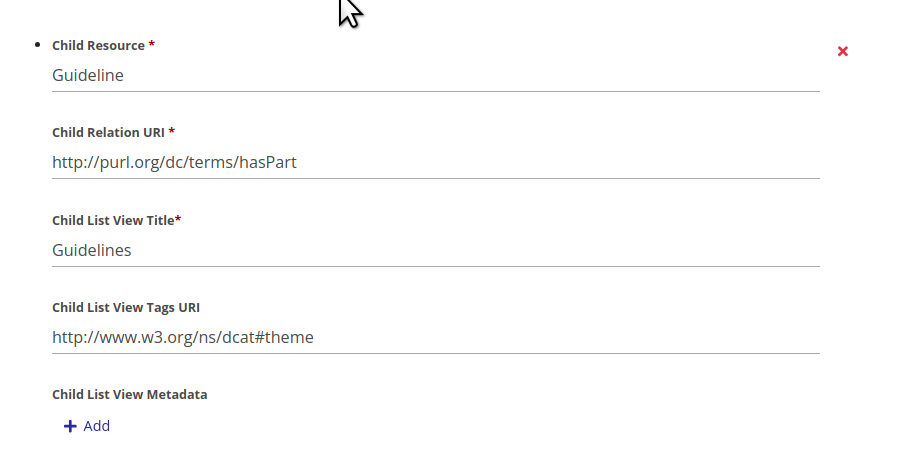 Child Resource *
Guideline
Child Relation URI *
http://purl.org/dc/terms/hasPart
Child List View Title*
Guidelines
Child List View Tags URI
http://www.w3.org/ns/dcat#theme
Child List View Metadata
Add